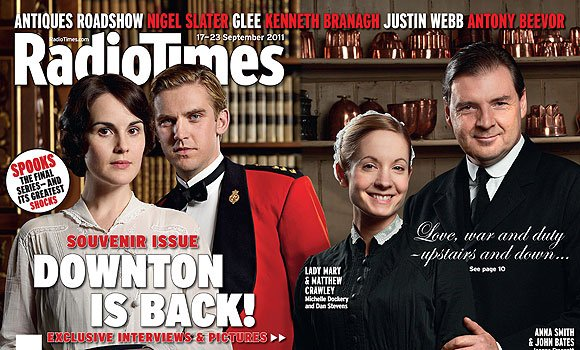 ANTIQUES ROADSHOW NIGEL SLATER GLEE KENNETH BRANAGH JUSTIN WEBB ANTONY BEEVOR
RadioTimes.com
17–23 September 2011
RadioTimes
SPOOKS
THE FINAL
SERIES–AND
ITS GREATEST
SHOCKS
SOUVENIR ISSUE
DOWNTON
IS BACK!
EXCLUSIVE INTERVIEWS & PICTURES
LADY MARY
& MATTHEW
CRAWLEY
Michelle Dockery
and Dan Stevens
Love, war and duty
–upstairs and down...
See page 10
ANNA SMITH
& JOHN BATES